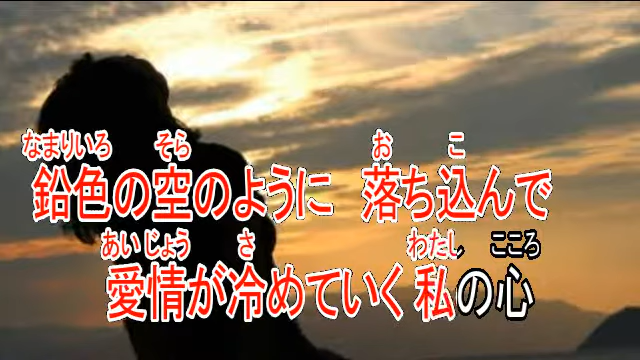 なまりいろ そら お こ
鉛色の空のように 落ち込んで
あいじょう さ わたし こころ
愛情が冷めていく私の心